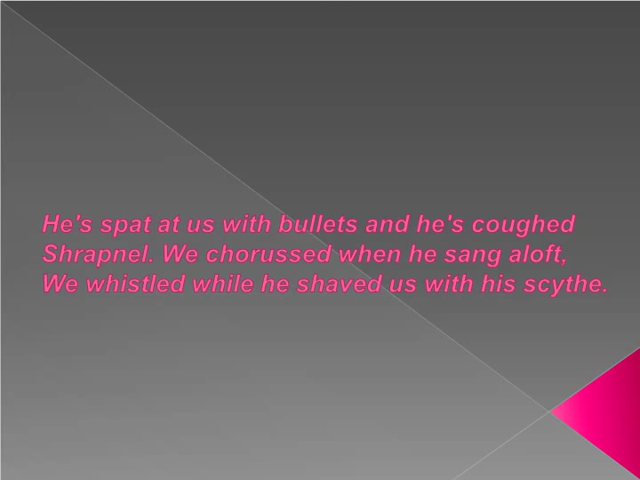 He's spat at us with bullets and he's coughed
Shrapnel. We chorussed when he sang aloft,
We whistled while he shaved us with his scythe.